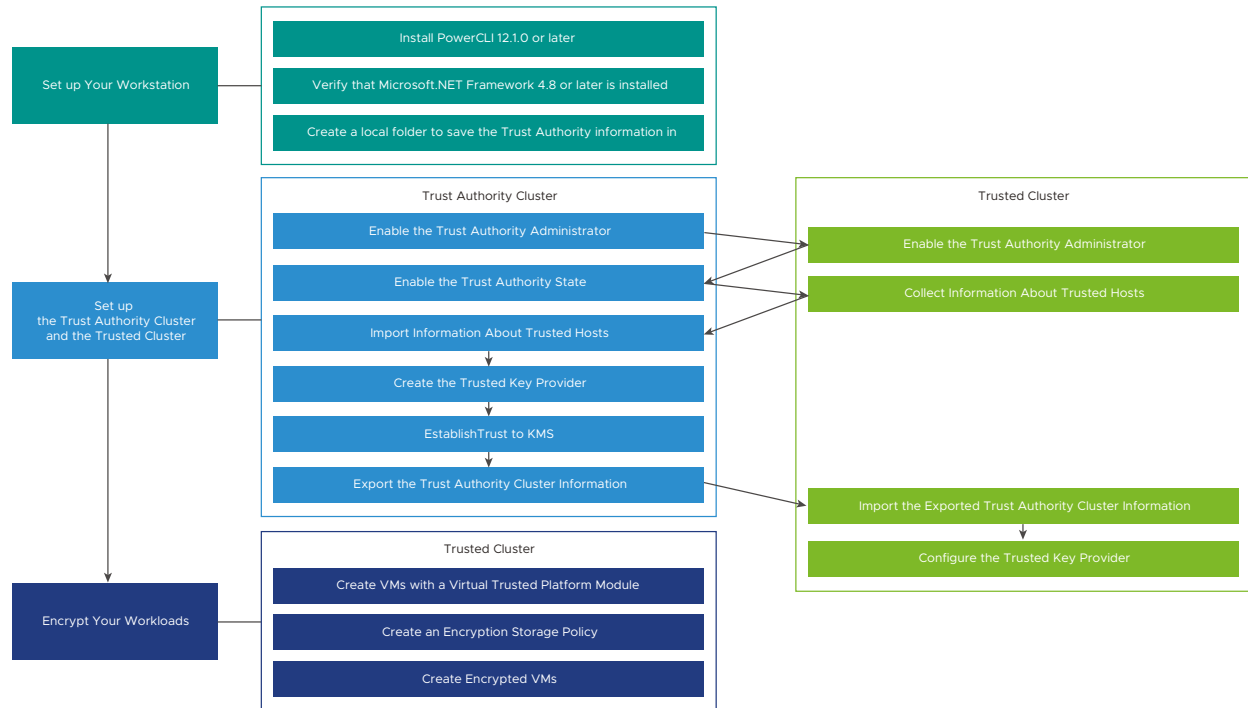 Set up Your Workstation
Install PowerCLI 12.1.0 or later
Verify that Microsoft.NET Framework 4.8 or later is installed
Create a local folder to save the Trust Authority information in
Set up
the Trust Authority Cluster
and the Trusted Cluster
Trust Authority Cluster
Enable the Trust Authority Administrator
Enable the Trust Authority State
Import Information About Trusted Hosts
Create the Trusted Key Provider
EstablishTrust to KMS
Export the Trust Authority Cluster Information
Trusted Cluster
Enable the Trust Authority Administrator
Collect Information About Trusted Hosts
Import the Exported Trust Authority Cluster Information
Configure the Trusted Key Provider
Encrypt Your Workloads
Trusted Cluster
Create VMs with a Virtual Trusted Platform Module
Create an Encryption Storage Policy
Create Encrypted VMs